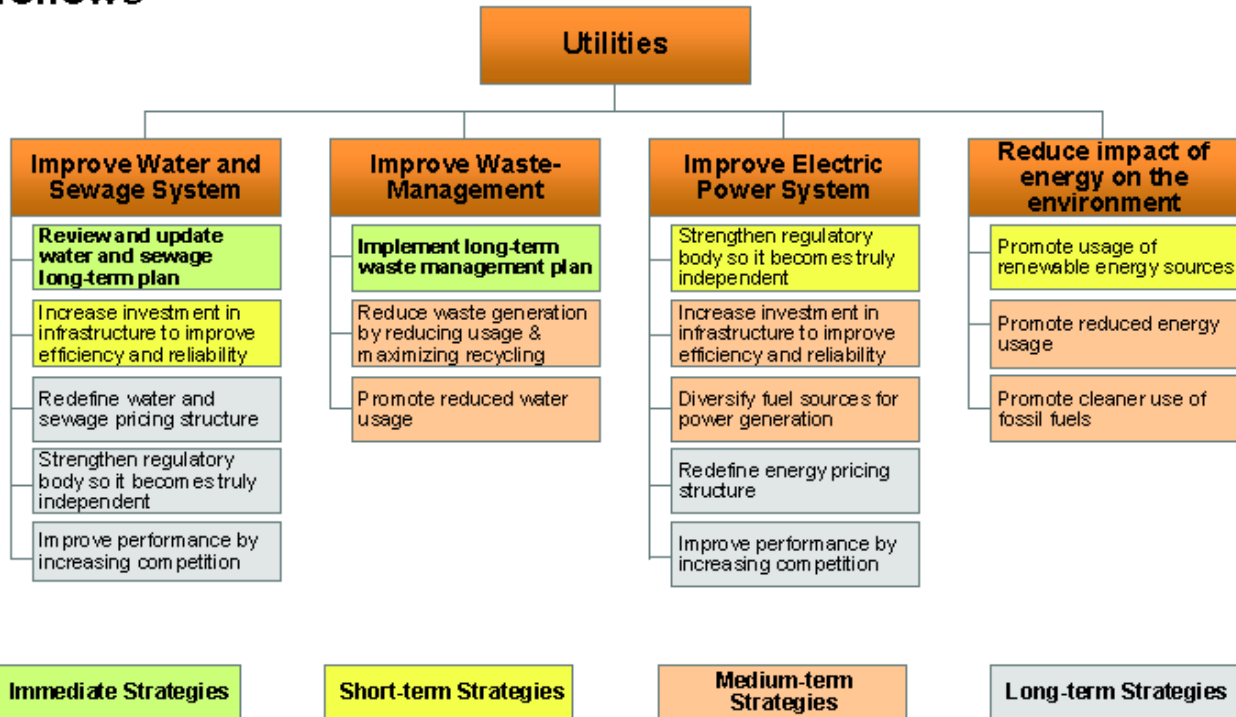 Utilities
Improve Water and
Sewage System
Review and update
water and sewage
long-term plan
Increase investment in
infrastructure to improve
efficiency and reliability
Redefine water and
sewage pricing structure
Strengthen regulatory
body so it becomes truly
independent
Improve performance by
increasing competition
Improve Waste-
Management
Implement long-term
waste management plan
Reduce waste generation
by reducing usage &
maximizing recycling
Promote reduced water
usage
Improve Electric
Power System
Strengthen regulatory
body so it becomes truly
independent
Increase investment in
infrastructure to improve
efficiency and reliability
Diversify fuel sources for
power generation
Redefine energy pricing
structure
Improve performance by
increasing competition
Reduce impact of
energy on the
environment
Promote usage of
renewable energy sources
Promote reduced energy
usage
Promote cleaner use of
fossil fuels
Immediate Strategies
Short-term Strategies
Medium-term
Strategies
Long-term Strategies